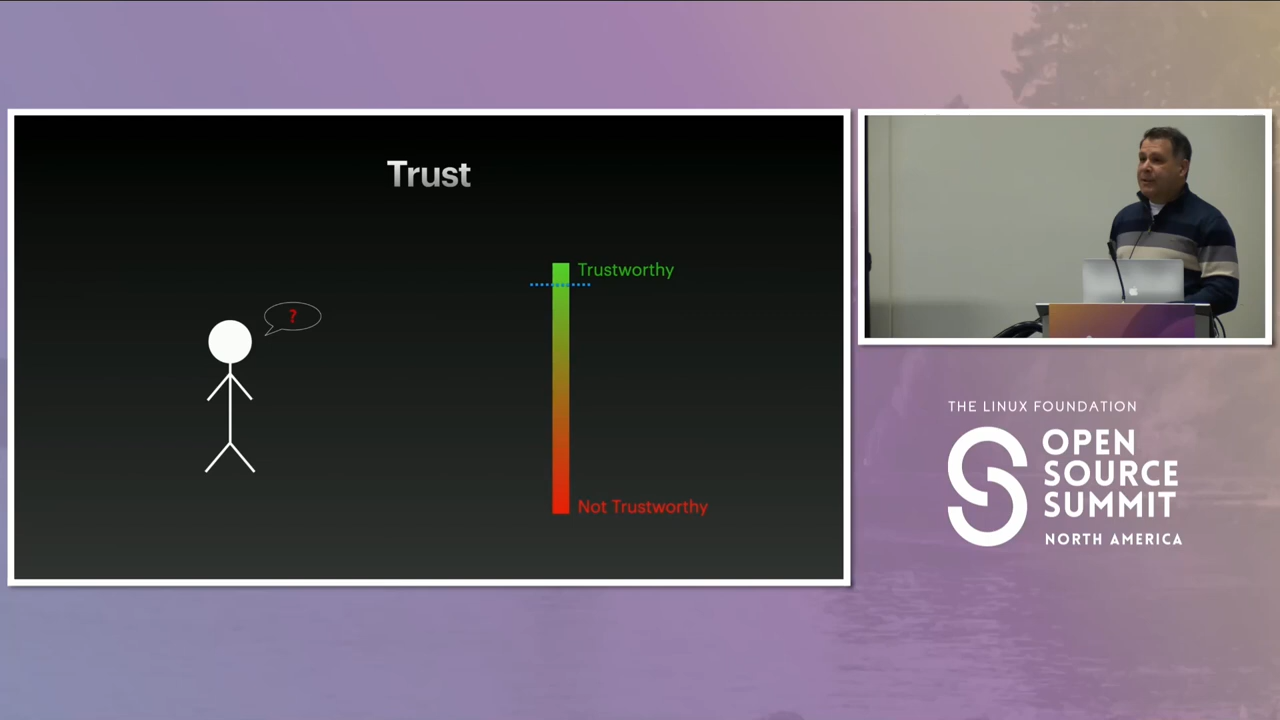 Trust
?
Trustworthy
Not Trustworthy
THE LINUX FOUNDATION
OPEN
SOURCE
SUMMIT
NORTH AMERICA